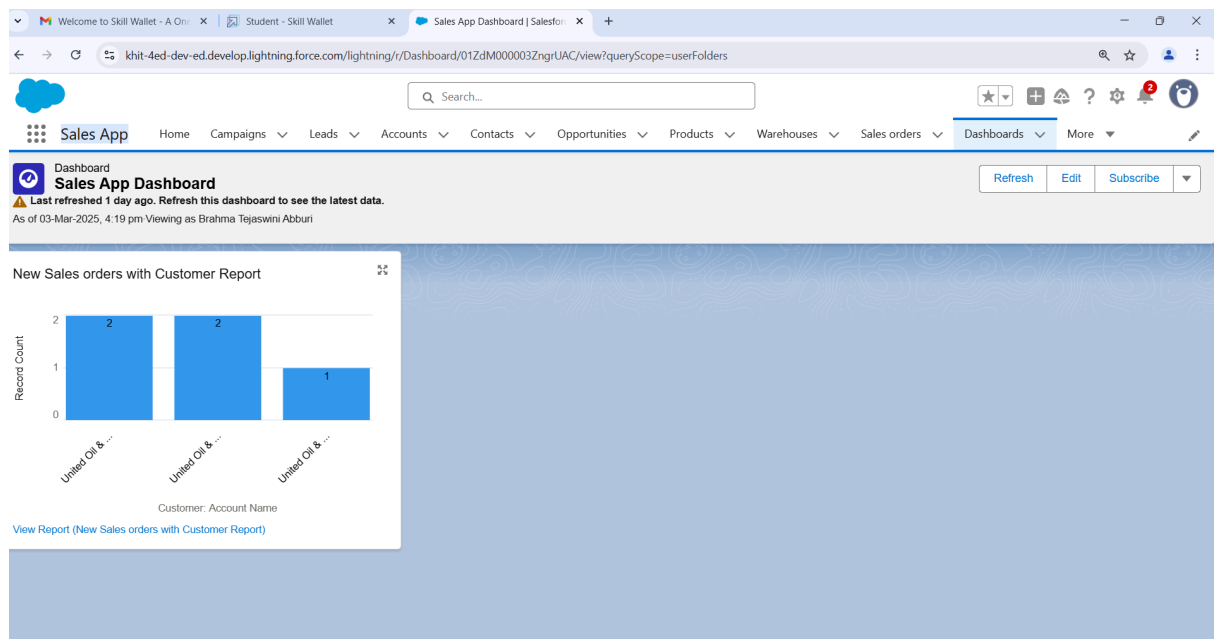 Welcome to Skill Wallet - A One
Student - Skill Wallet
Sales App Dashboard | Salesfor
khit-4ed-dev-ed.develop.lightning.force.com/lightning/r/Dashboard/01ZdM000003ZngrUAC/view?queryScope=userFolders
Search...
2
Sales App Home Campaigns Leads Accounts Contacts Opportunities Products Warehouses Sales orders Dashboards More
Dashboard
Sales App Dashboard
Last refreshed 1 day ago. Refresh this dashboard to see the latest data.
As of 03-Mar-2025, 4:19 pm·Viewing as Brahma Tejaswini Abburi
Refresh Edit Subscribe
New Sales orders with Customer Report
Record Count
2
1
0
2
2
1
United Oil & ...
United Oil & ...
United Oil & ...
Customer: Account Name
View Report (New Sales orders with Customer Report)